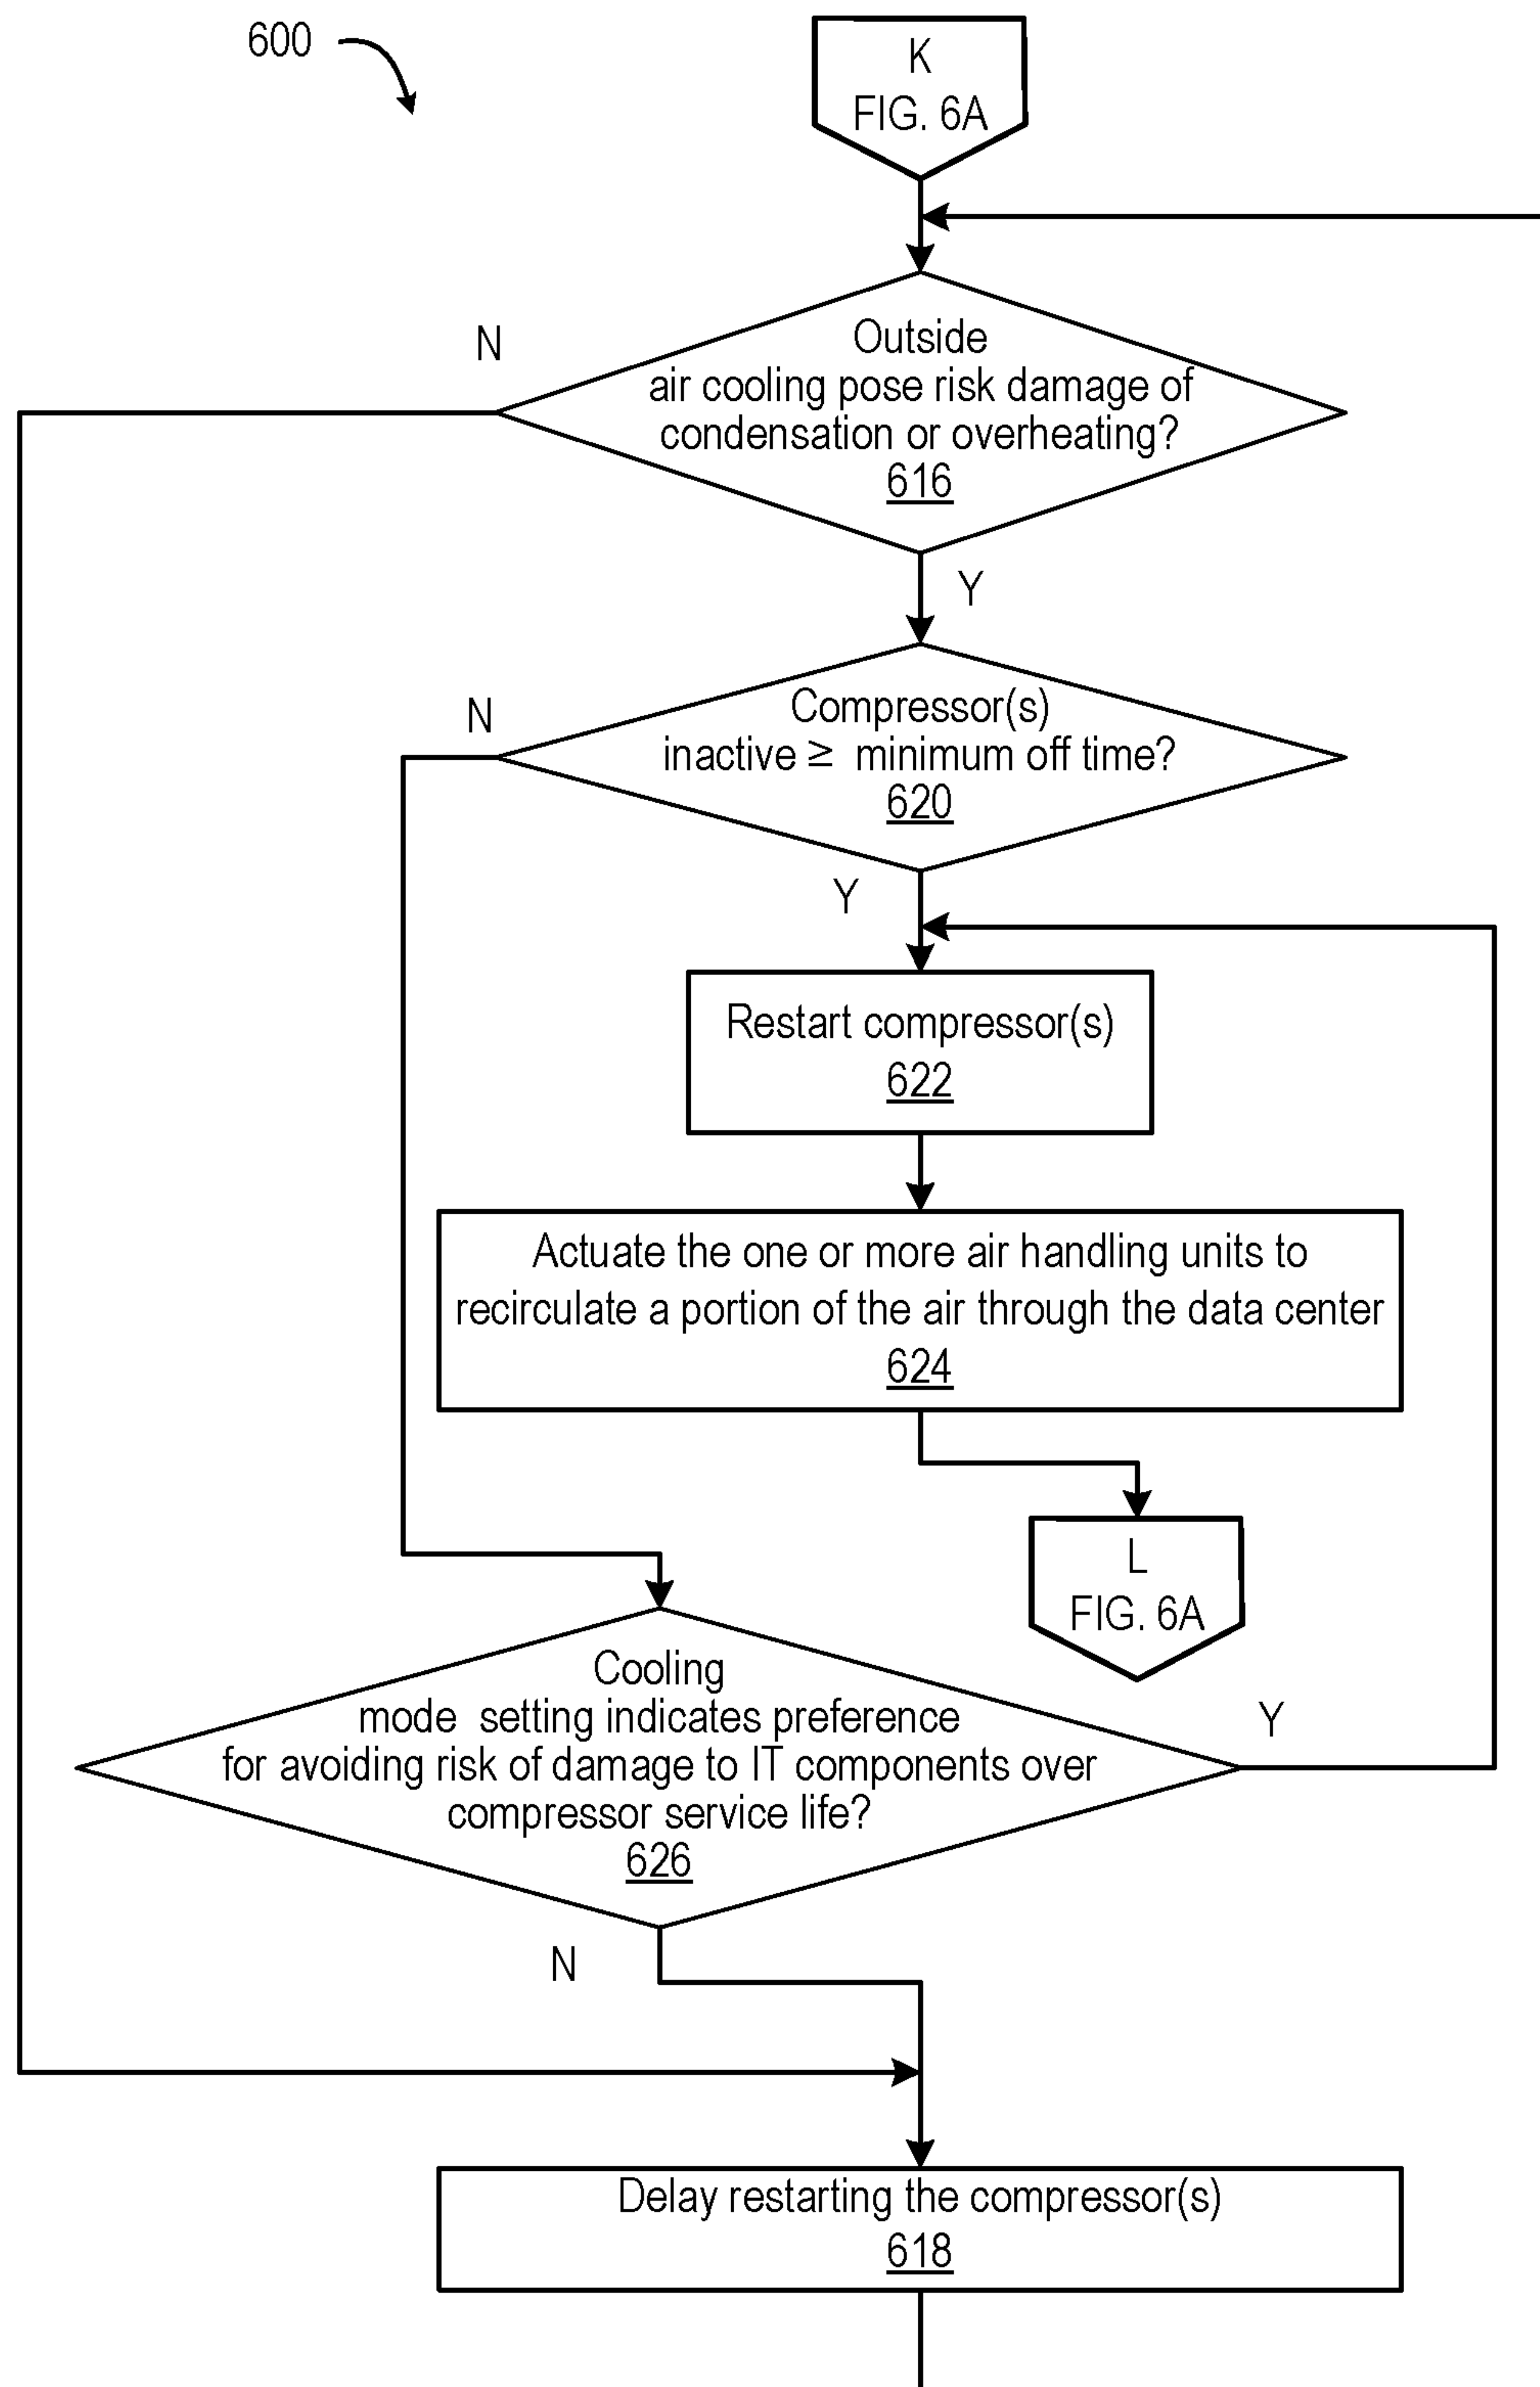 600
K
FIG. 6A
N
Outside
air cooling pose risk damage of
condensation or overheating?
616
Y
N
Compressor(s)
inactive ≥ minimum off time?
620
Y
Restart compressor(s)
622
Actuate the one or more air handling units to
recirculate a portion of the air through the data center
624
L
FIG. 6A
Cooling
mode setting indicates preference
for avoiding risk of damage to IT components over
compressor service life?
626
Y
N
Delay restarting the compressor(s)
618